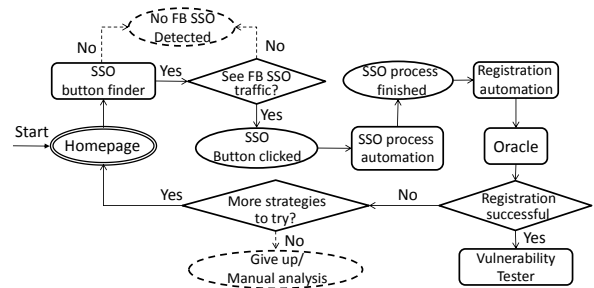 No FB SSO
Detected
No
No
SSO
button finder
Yes
See FB SSO
traffic?
SSO process
finished
Registration
automation
Start
Homepage
Yes
SSO
Button clicked
SSO process
automation
Oracle
Yes
More strategies
to try?
No
Registration
successful
No
Yes
Give up/
Manual analysis
Vulnerability
Tester